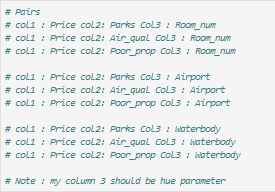 # Pairs
# col1 : Price col2: Parks Col3 : Room_num
# col1 : Price col2: Air_qual Col3 : Room_num
# col1 : Price col2: Poor_prop Col3 : Room_num
# col1 : Price col2: Parks Col3 : Airport
# col1 : Price col2: Air_qual Col3 : Airport
# col1 : Price col2: Poor_prop Col3 : Airport
# col1 : Price col2: Parks Col3 : Waterbody
# col1 : Price col2: Air_qual Col3 : Waterbody
# col1 : Price col2: Poor_prop Col3 : Waterbody
# Note : my column 3 should be hue parameter